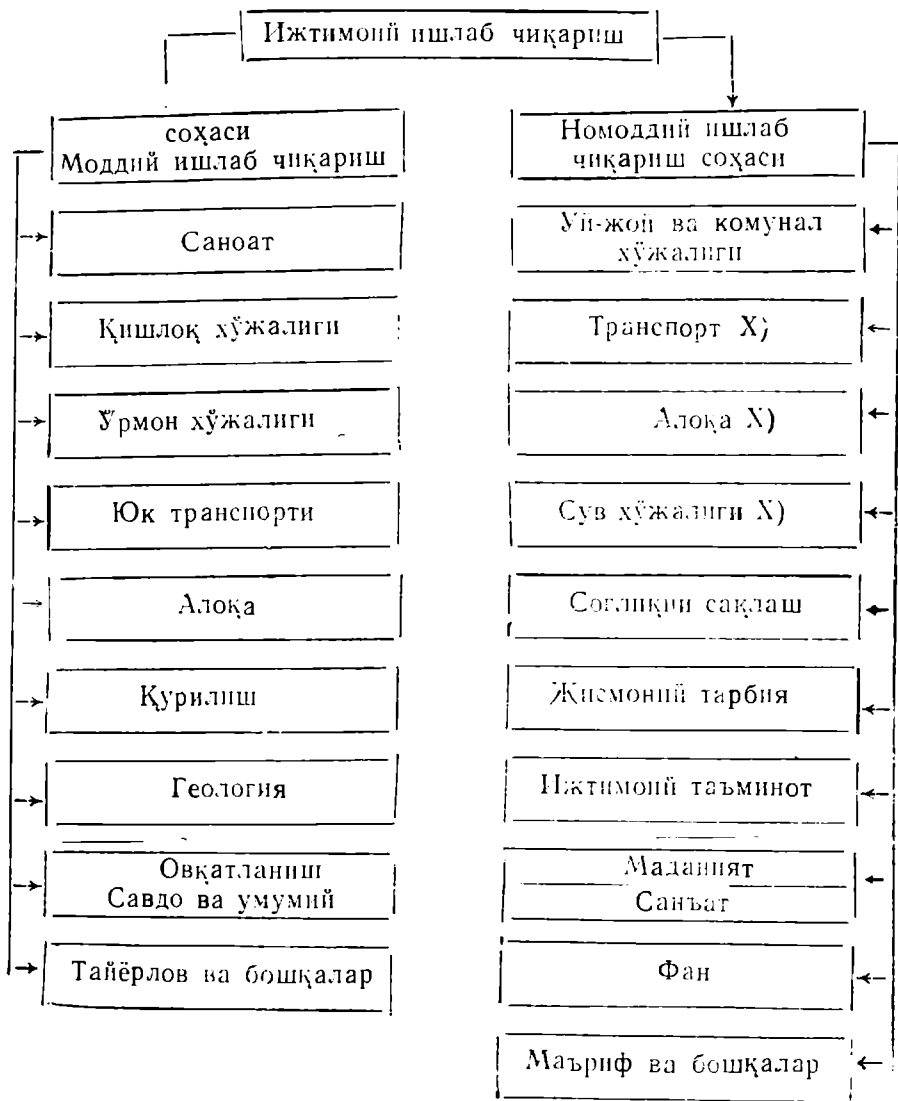 Ижтимоий ишлаб чиқариш
соҳаси
Моддий ишлаб чиқариш
Саноат
Қишлоқ хўжалиги
Ўрмон хўжалиги
Юк транспорти
Алоқа
Қурилиш
Геология
Овқатланиш
Савдо ва умумий
Тайёрлов ва бошқалар
Номоддий ишлаб
чиқариш соҳаси
Уй-жой ва комунал
хўжалиги
Транспорт Х)
Алоқа Х)
Сув хўжалиги Х)
Соғлиқни сақлаш
Жисмоний тарбия
Ижтимоий таъминот
Маданият
Санъат
Фан
Маъриф ва бошқалар